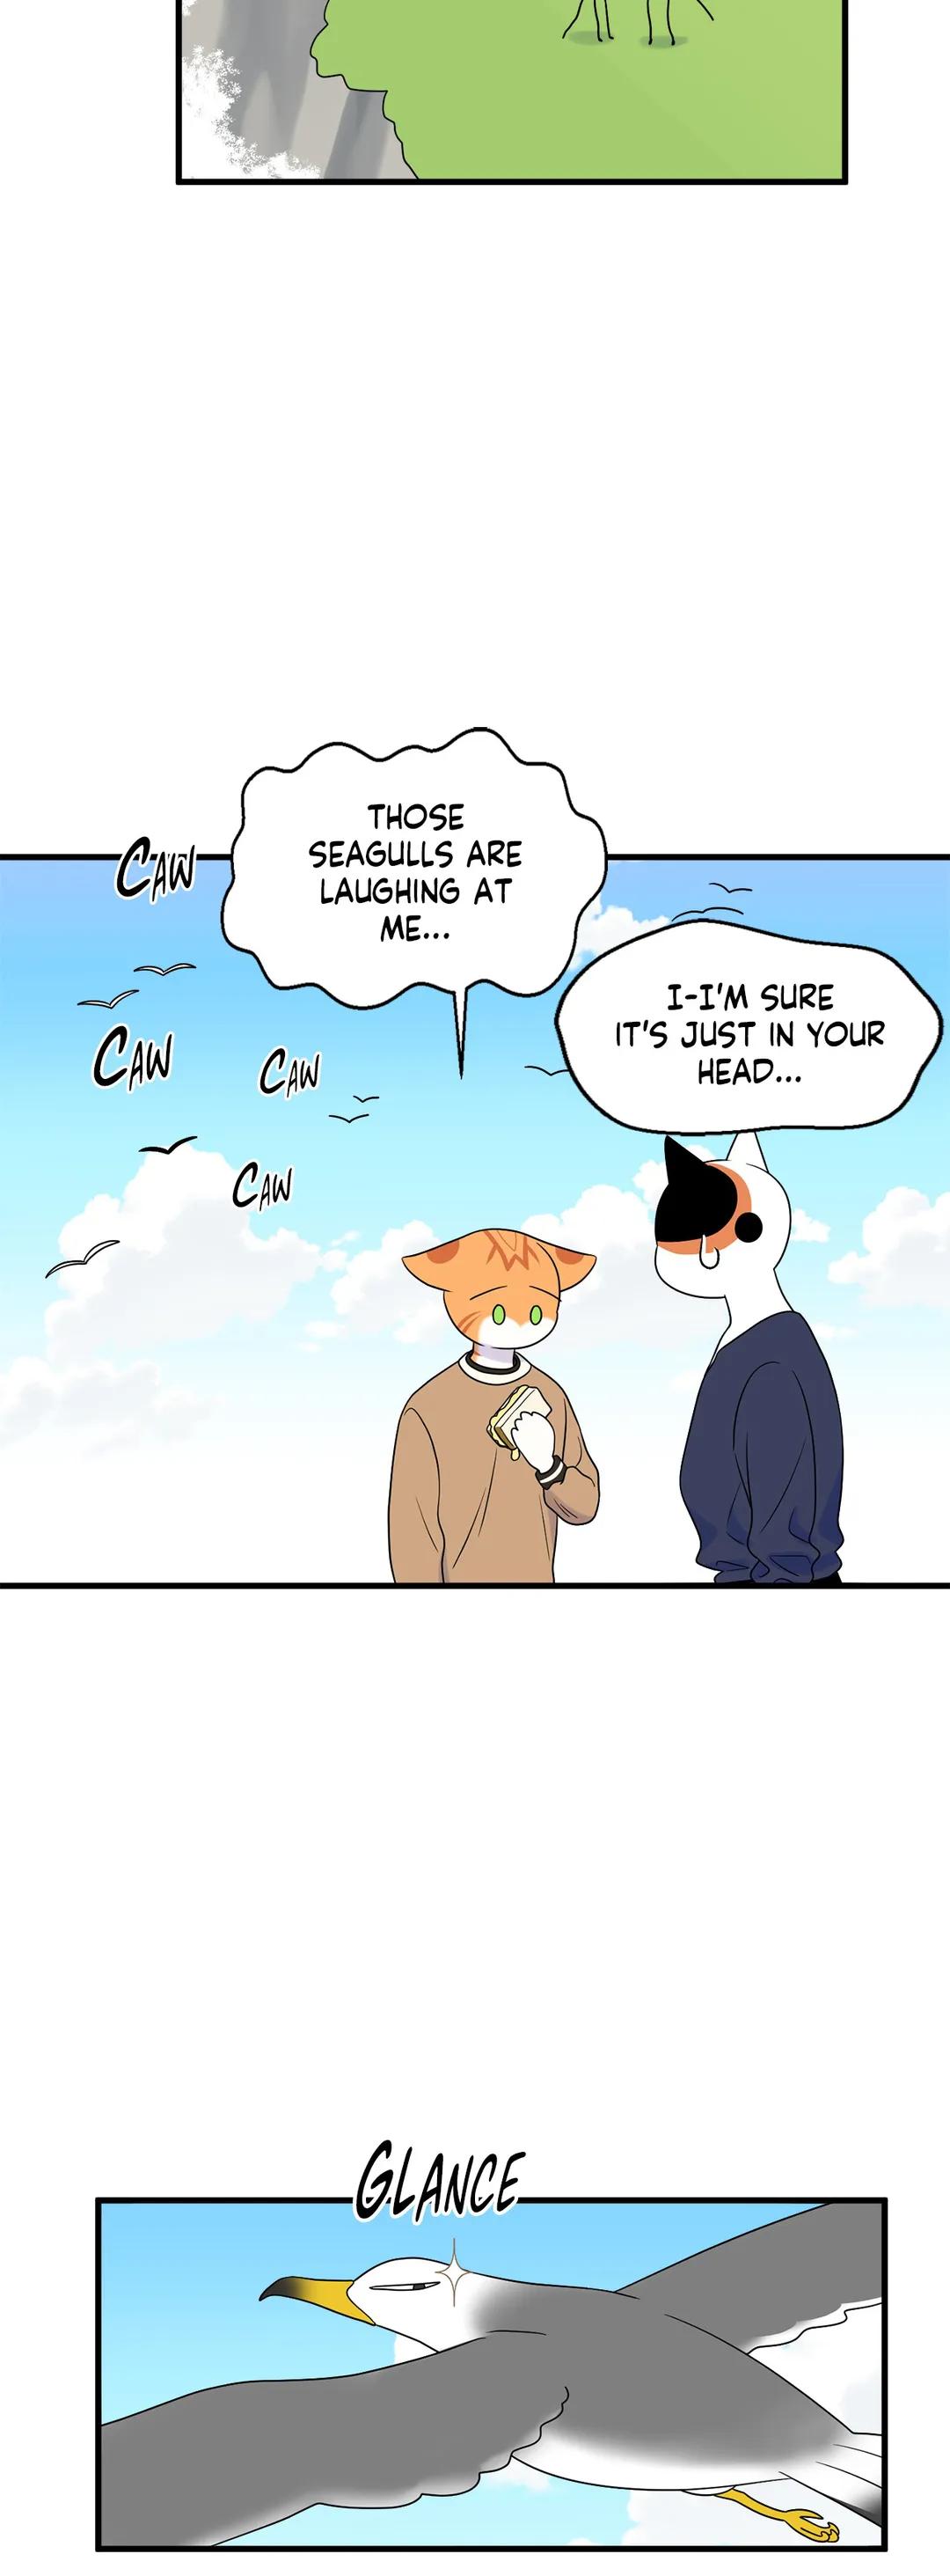 THOSE
SEAGULLS ARE
LAUGHING AT
ME...
CAW
I-I'M SURE
IT'S JUST IN YOUR
HEAD...
CAW
CAW
CAW
GLANCE